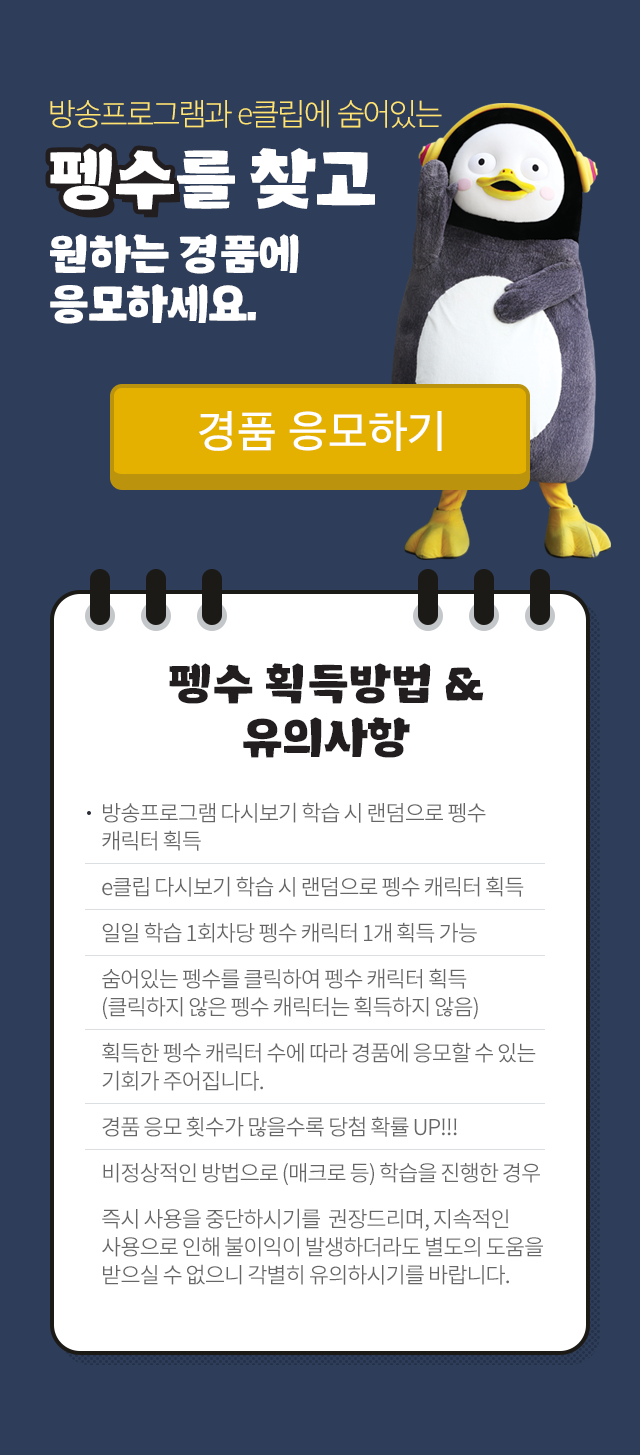 방송프로그램과 e클립에 숨어있는
펭수를 찾고
원하는 경품에
응모하세요.
경품 응모하기
펭수 획득방법 &
유의사항
· 방송프로그램 다시보기 학습 시 랜덤으로 펭수
캐릭터 획득
e클립 다시보기 학습 시 랜덤으로 펭수 캐릭터 획득
일일 학습 1회차당 펭수 캐릭터 1개 획득 가능
숨어있는 펭수를 클릭하여 펭수 캐릭터 획득
(클릭하지 않은 펭수 캐릭터는 획득하지 않음)
획득한 펭수 캐릭터 수에 따라 경품에 응모할 수 있는
기회가 주어집니다.
경품 응모 횟수가 많을수록 당첨 확률 UP!!!
비정상적인 방법으로 (매크로 등) 학습을 진행한 경우
즉시 사용을 중단하시기를 권장드리며, 지속적인
사용으로 인해 불이익이 발생하더라도 별도의 도움을
받으실 수 없으니 각별히 유의하시기를 바랍니다.